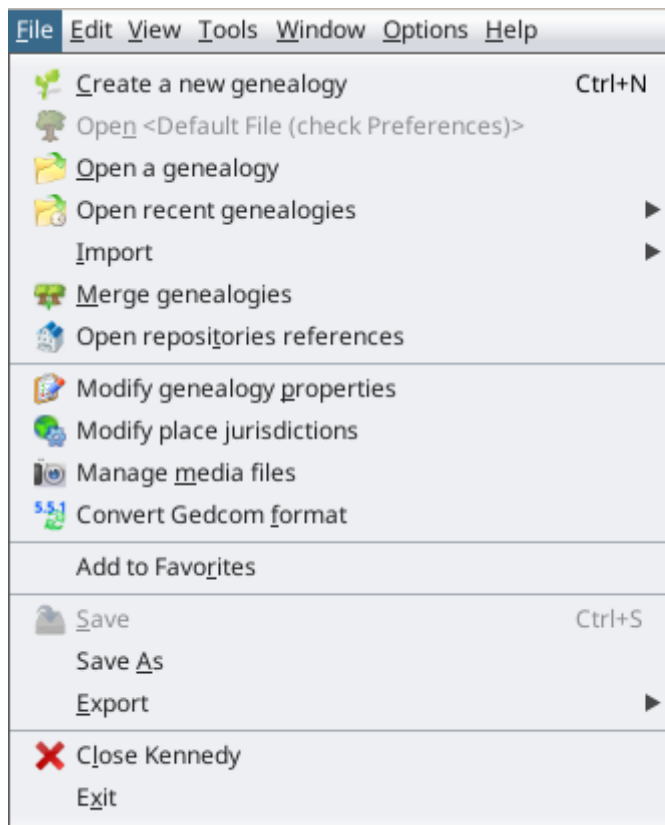 File Edit View Tools Window Options Help
Create a new genealogy Ctrl+N
Open <Default File (check Preferences)>
Open a genealogy
Open recent genealogies
Import
Merge genealogies
Open repositories references
Modify genealogy properties
Modify place jurisdictions
Manage media files
5.5.1 Convert Gedcom format
Add to Favorites
Save Ctrl+S
Save As
Export
Close Kennedy
Exit